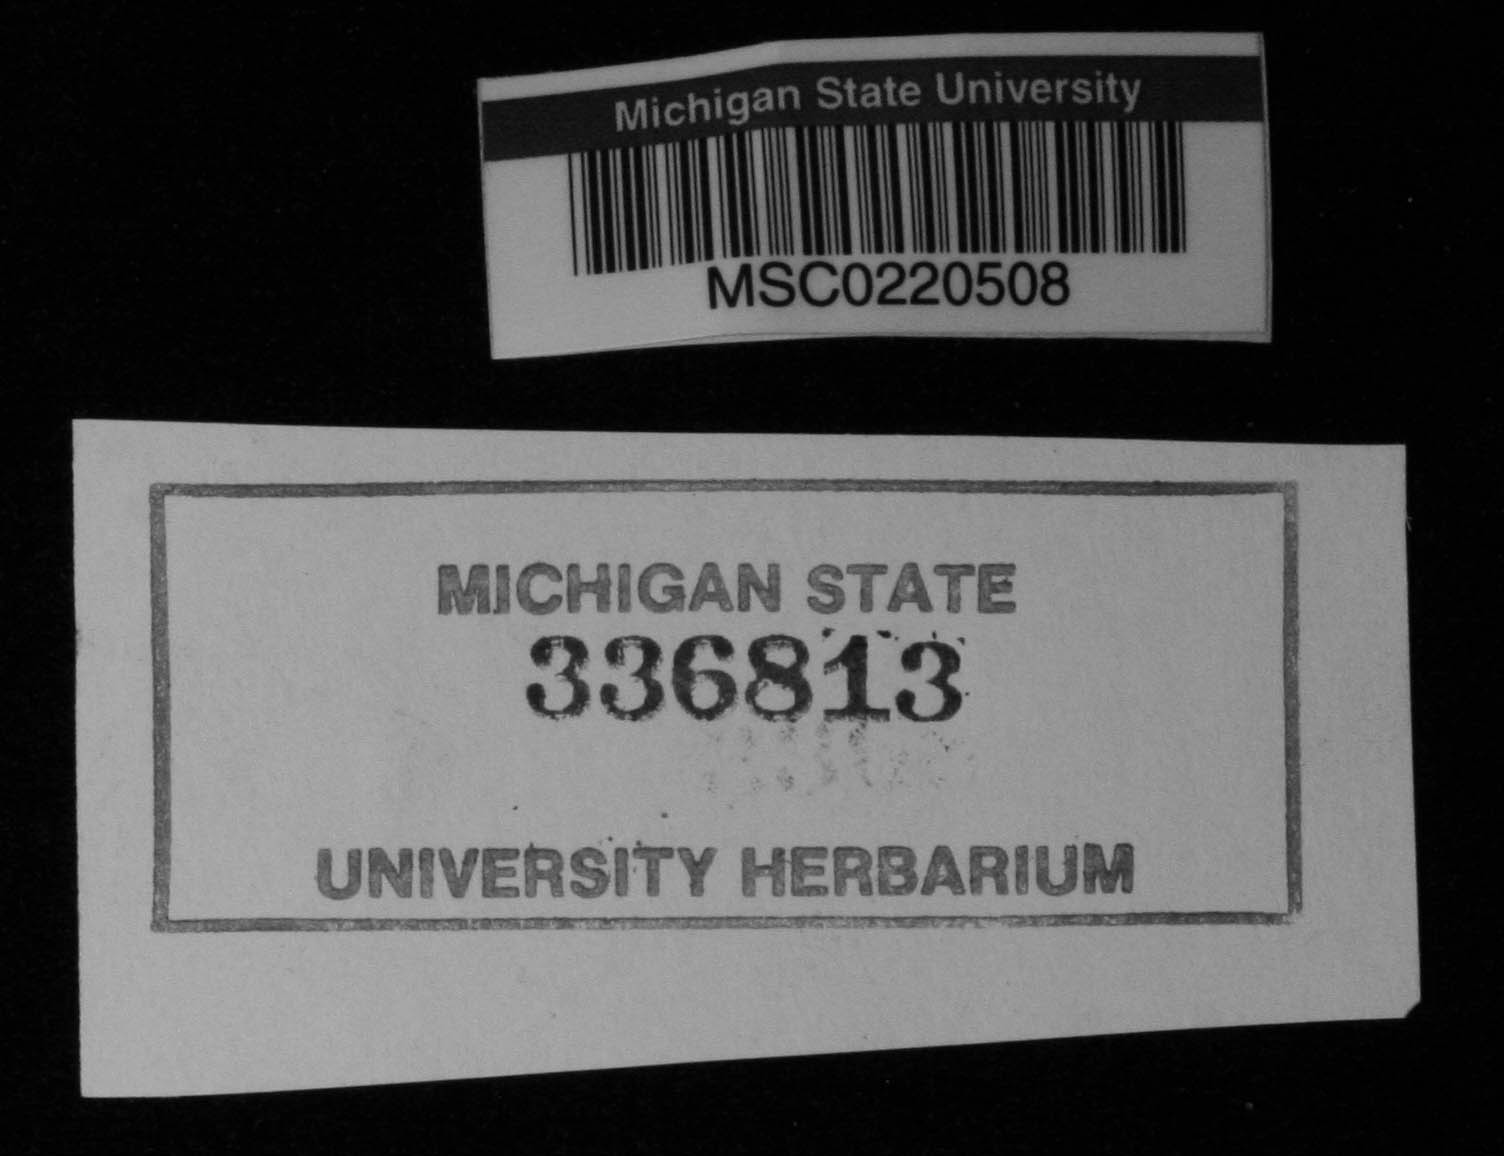 Michigan State University
MSC0220508
MICHIGAN STATE
336813
UNIVERSITY HERBARIUM